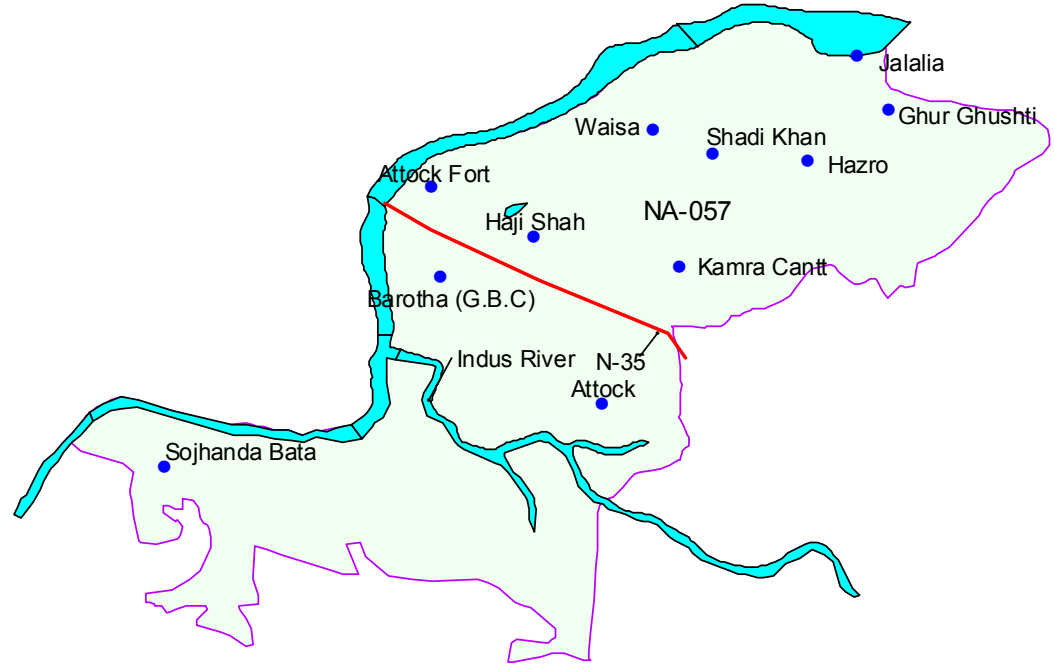 Jalalia
Ghur Ghushti
Waisa
Shadi Khan
Hazro
Attock Fort
Haji Shah
NA-057
Kamra Cantt
Barotha (G.B.C)
Indus River
N-35
Attock
Sojhanda Bata